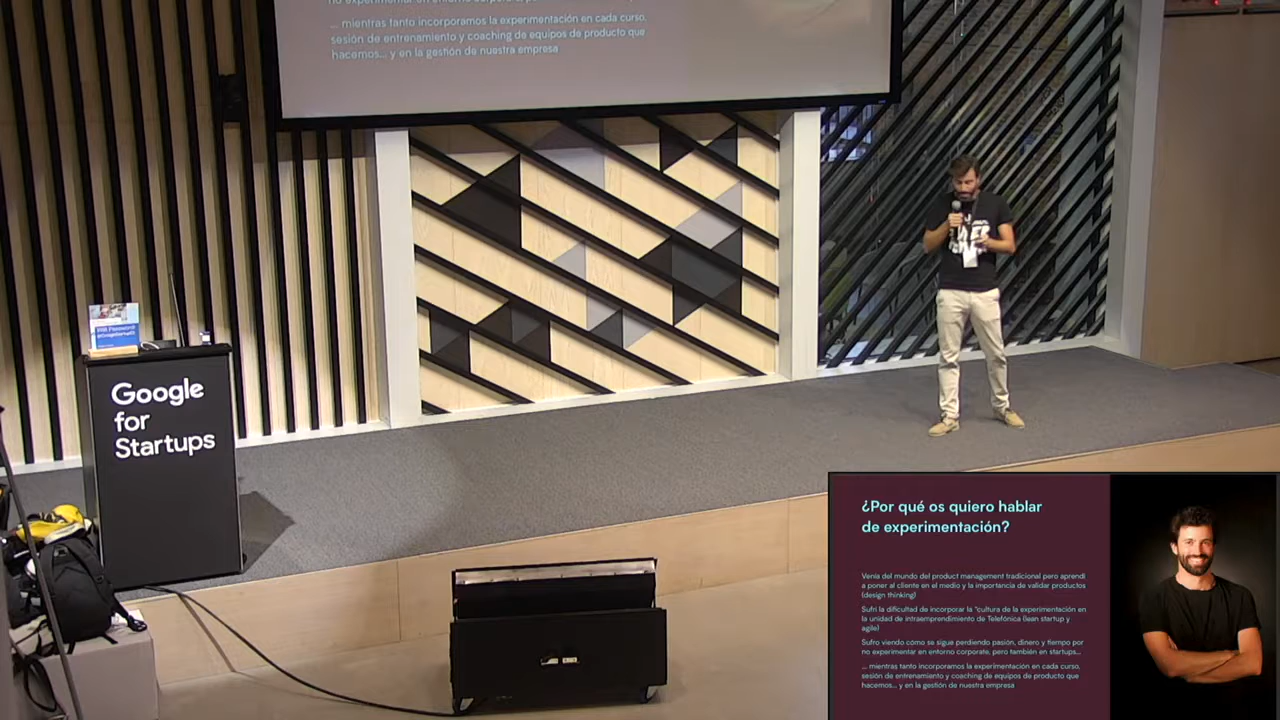 no experimentar en entorno
... mientras tanto incorporamos la experimentación en cada curso,
sesión de entrenamiento y coaching de equipos de producto que
hacemos... y en la gestión de nuestra empresa
Google
for
Startups
¿Por qué os quiero hablar
de experimentación?
Venía del mundo del product management tradicional pero aprendí
a poner al cliente en el medio y la importancia de validar productos
(design thinking)
Sufrí la dificultad de incorporar la "cultura de la experimentación en
la unidad de intraemprendimiento de Telefónica (lean startup y
agile)
Sufro viendo cómo se sigue perdiendo pasión, dinero y tiempo por
no experimentar en entorno corporate, pero también en startups...
... mientras tanto incorporamos la experimentación en cada curso,
sesión de entrenamiento y coaching de equipos de producto que
hacemos... y en la gestión de nuestra empresa